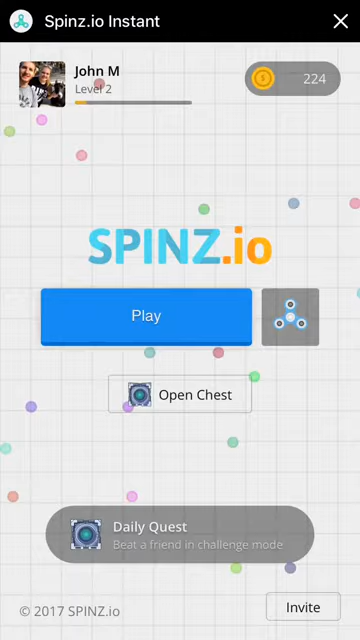 Spinz.io Instant
John M
Level 2
224
SPINZ.io
Play
Open Chest
Daily Quest
Beat a friend in challenge mode
© 2017 SPINZ.io
Invite